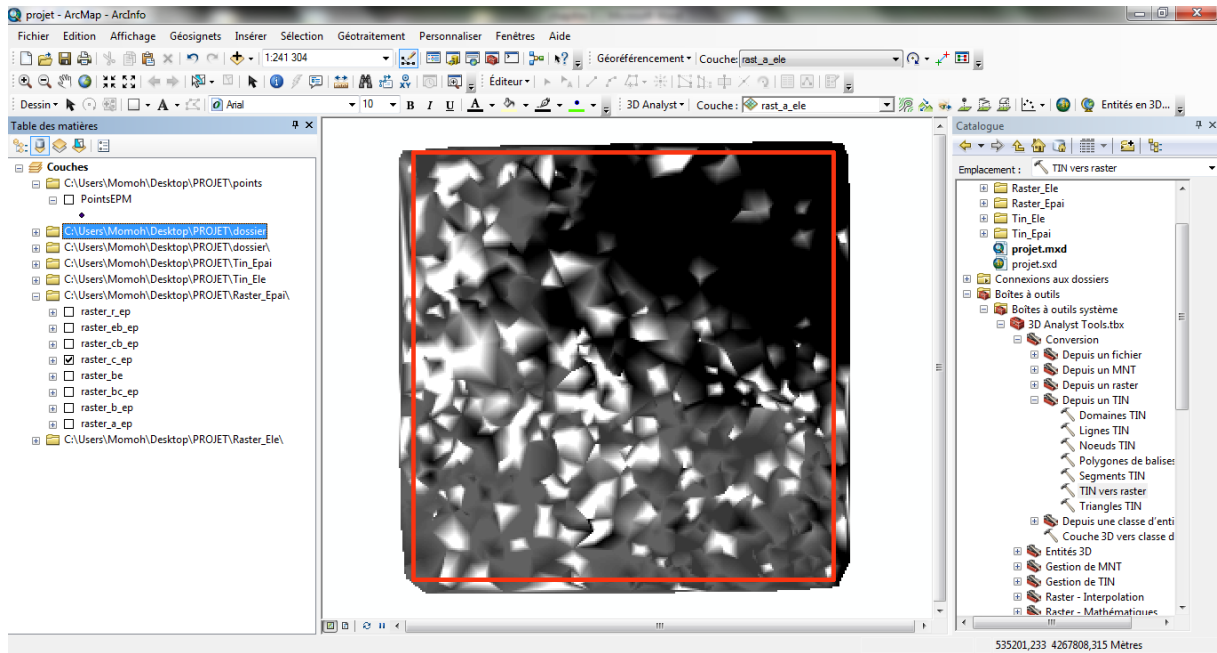 projet - ArcMap - ArcInfo
Fichier Edition Affichage Géosignets Insérer Sélection Géotraitement Personnaliser Fenêtres Aide
1:241 304
Géoréférencement Couche: rast_a_ele
Éditeur
Dessin A Arial 10 B I U A 3D Analyst Couche : rast_a_ele Entités en 3D...
Table des matières
Couches
C:\Users\Momoh\Desktop\PROJET\points
PointsEPM
C:\Users\Momoh\Desktop\PROJET\dossier
C:\Users\Momoh\Desktop\PROJET\dossier\
C:\Users\Momoh\Desktop\PROJET\Tin_Epai
C:\Users\Momoh\Desktop\PROJET\Tin_Ele
C:\Users\Momoh\Desktop\PROJET\Raster_Epai\
raster_r_ep
raster_eb_ep
raster_cb_ep
raster_c_ep
raster_be
raster_bc_ep
raster_b_ep
raster_a_ep
C:\Users\Momoh\Desktop\PROJET\Raster_Ele\
Catalogue
Emplacement : TIN vers raster
Raster_Ele
Raster_Epai
Tin_Ele
Tin_Epai
projet.mxd
projet.sxd
Connexions aux dossiers
Boîtes à outils
Boîtes à outils système
3D Analyst Tools.tbx
Conversion
Depuis un fichier
Depuis un MNT
Depuis un raster
Depuis un TIN
Domaines TIN
Lignes TIN
Noeuds TIN
Polygones de balises
Segments TIN
TIN vers raster
Triangles TIN
Depuis une classe d'enti
Couche 3D vers classe d
Entités 3D
Gestion de MNT
Gestion de TIN
Raster - Interpolation
Raster - Mathématiques
535201,233 4267808,315 Mètres